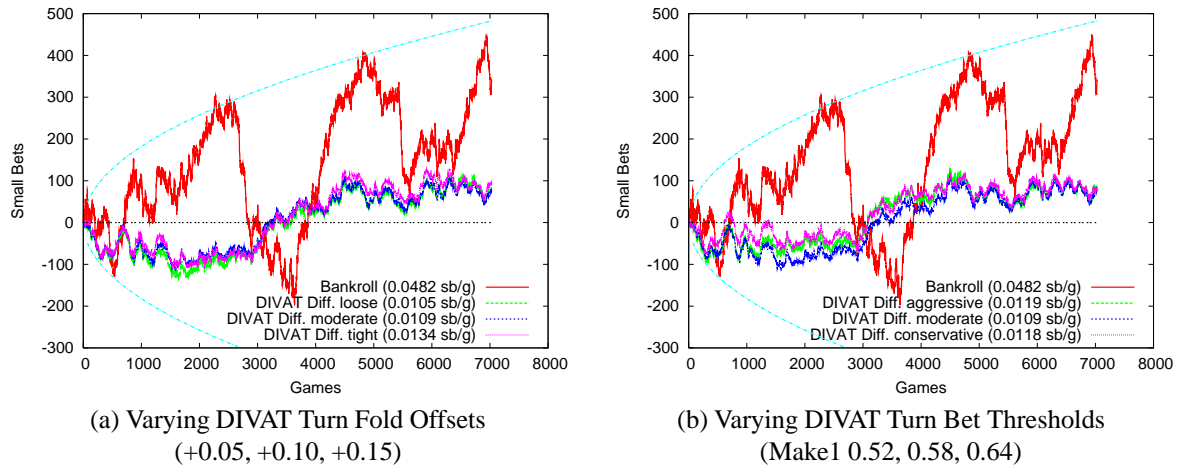 500
400
300
200
100
0
-100
-200
-300
Small Bets
0 1000 2000 3000 4000 5000 6000 7000 8000
Games
Bankroll (0.0482 sb/g)
DIVAT Diff. loose (0.0105 sb/g)
DIVAT Diff. moderate (0.0109 sb/g)
DIVAT Diff. tight (0.0134 sb/g)
(a) Varying DIVAT Turn Fold Offsets
(+0.05, +0.10, +0.15)
500
400
300
200
100
0
-100
-200
-300
Small Bets
0 1000 2000 3000 4000 5000 6000 7000 8000
Games
Bankroll (0.0482 sb/g)
DIVAT Diff. aggressive (0.0119 sb/g)
DIVAT Diff. moderate (0.0109 sb/g)
DIVAT Diff. conservative (0.0118 sb/g)
(b) Varying DIVAT Turn Bet Thresholds
(Make1 0.52, 0.58, 0.64)